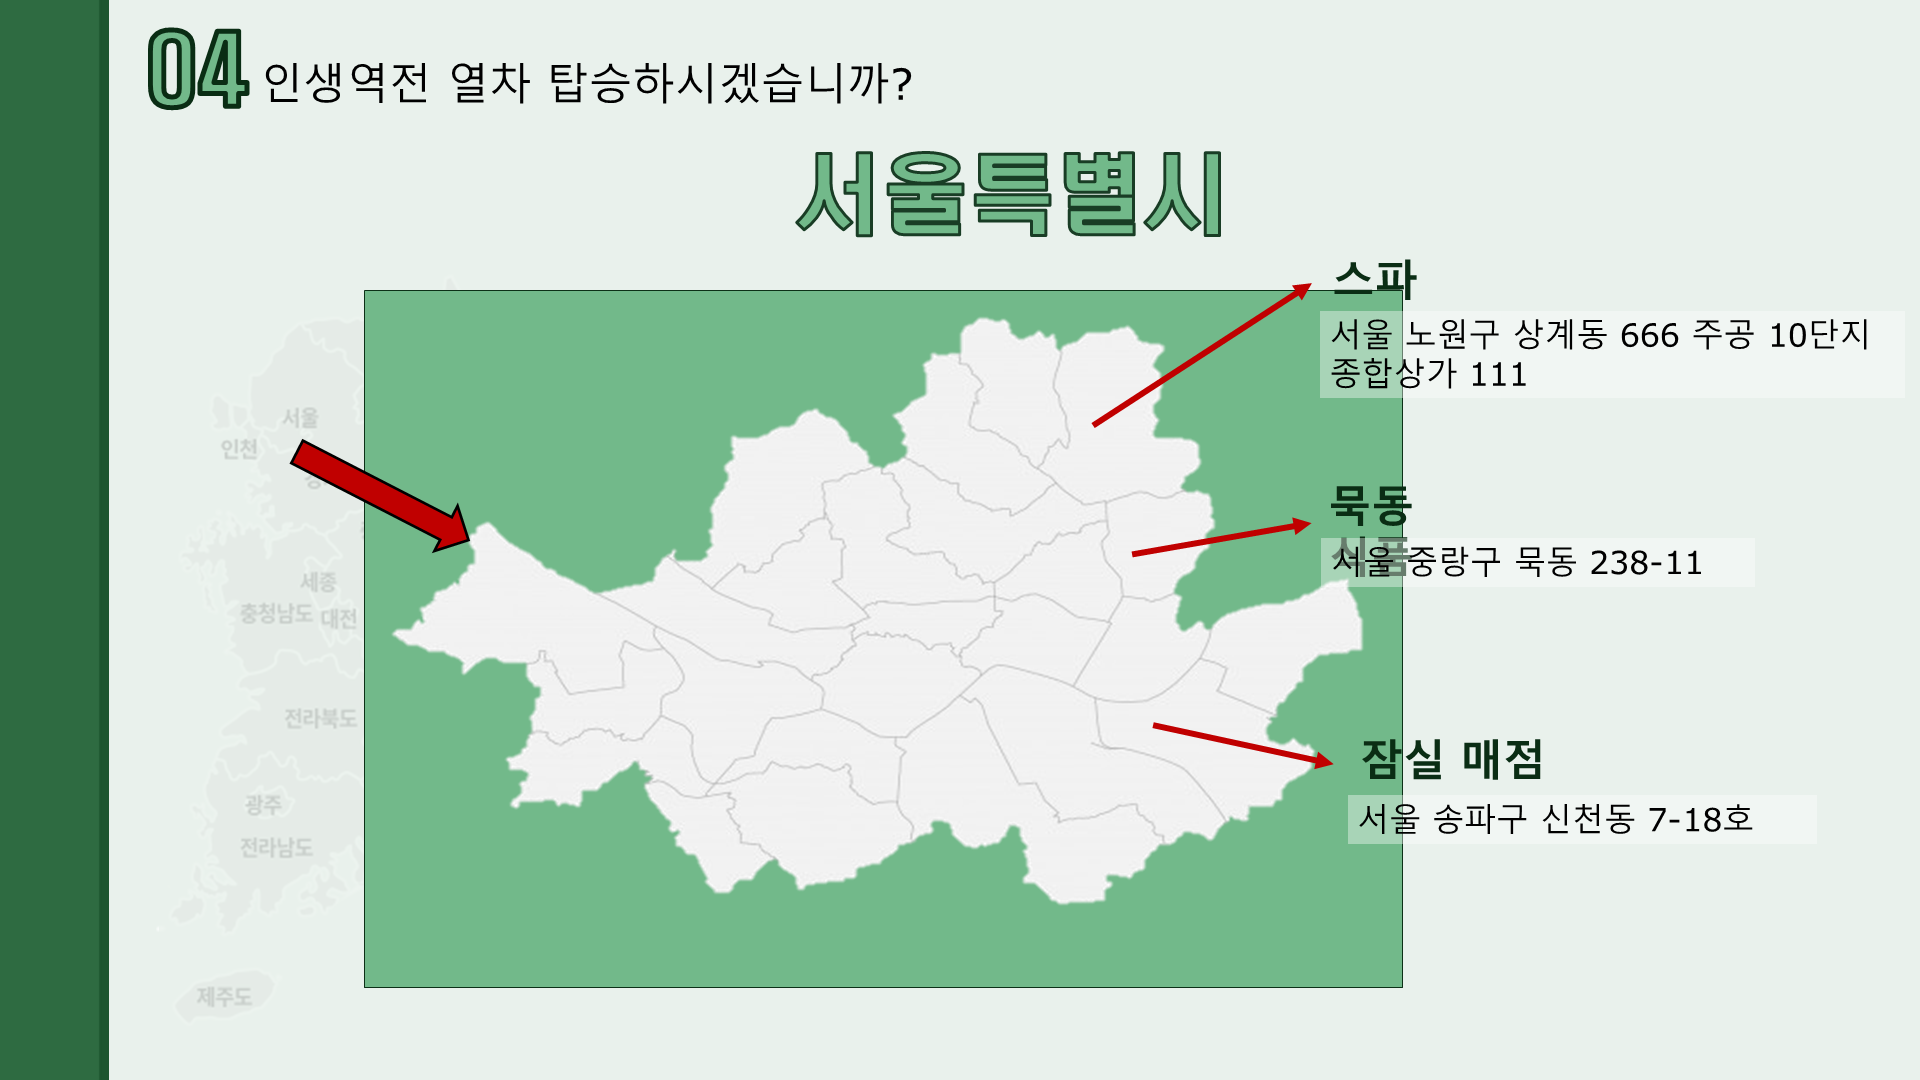 04 인생역전 열차 탑승하시겠습니까?
서울특별시
스파
서울 노원구 상계동 666 주공 10단지
종합상가 111
묵동
식품
서울 중랑구 묵동 238-11
잠실 매점
서울 송파구 신천동 7-18호
서울
인천
세종
충청남도 대전
전라북도
광주
전라남도
제주도